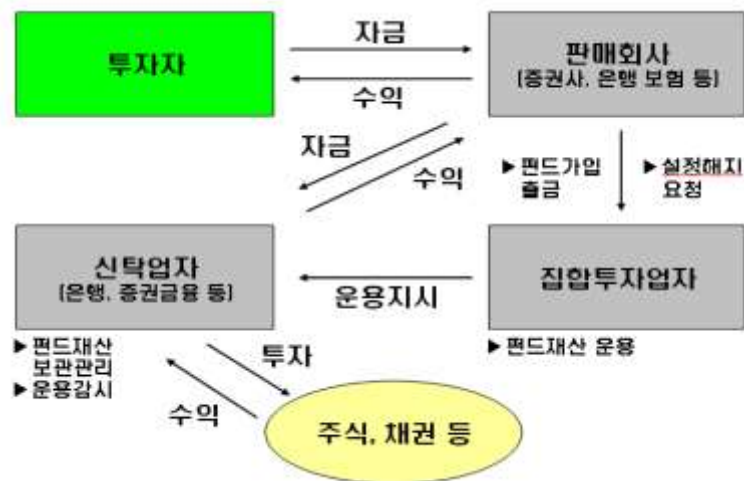 투자자
자금
수익
판매회사
(증권사, 은행 보험 등)
자금
수익
▶ 펀드가입
출금
▶ 설정해지
요청
신탁업자
(은행, 증권금융 등)
운용지시
집합투자업자
▶ 펀드재산
보관관리
▶ 운용감시
▶ 펀드재산 운용
투자
수익
주식, 채권 등